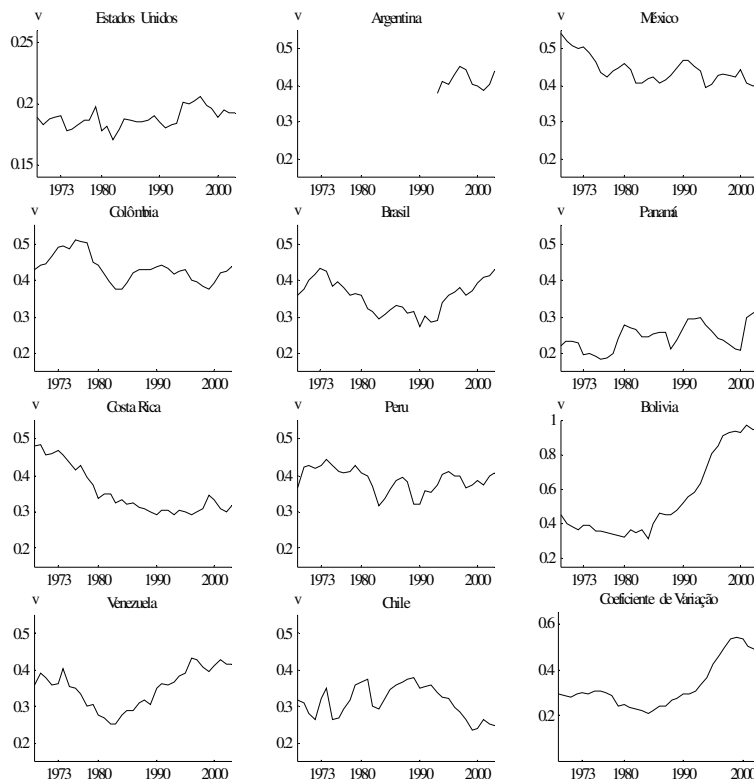 v Estados Unidos
0.25
0.2
0.15
1973 1980 1990 2000
v Argentina
0.5
0.4
0.3
0.2
1973 1980 1990 2000
v México
0.5
0.4
0.3
0.2
1973 1980 1990 2000
v Colômbia
0.5
0.4
0.3
0.2
1973 1980 1990 2000
v Brasil
0.5
0.4
0.3
0.2
1973 1980 1990 2000
v Panamá
0.5
0.4
0.3
0.2
1973 1980 1990 2000
v Costa Rica
0.5
0.4
0.3
0.2
1973 1980 1990 2000
v Peru
0.5
0.4
0.3
0.2
1973 1980 1990 2000
v Bolivia
1
0.8
0.6
0.4
0.2
1973 1980 1990 2000
v Venezuela
0.5
0.4
0.3
0.2
1973 1980 1990 2000
v Chile
0.5
0.4
0.3
0.2
1973 1980 1990 2000
Coeficiente de Variação
0.6
0.4
0.2
1973 1980 1990 2000